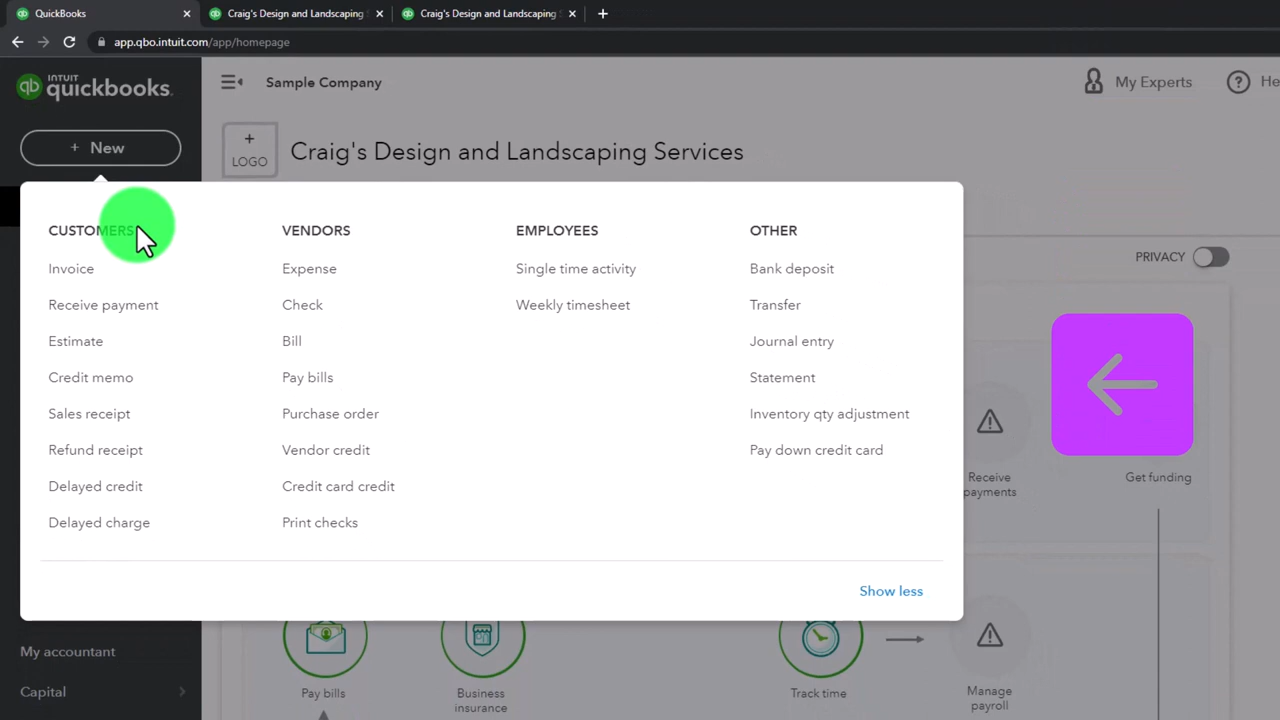 QuickBooks
Craig's Design and Landscaping S
Craig's Design and Landscaping S
app.qbo.intuit.com/app/homepage
INTUIT
quickbooks.
qb
+ New
Sample Company
My Experts
He
+
LOGO
Craig's Design and Landscaping Services
PRIVACY
CUSTOMERS
Invoice
Receive payment
Estimate
Credit memo
Sales receipt
Refund receipt
Delayed credit
Delayed charge
VENDORS
Expense
Check
Bill
Pay bills
Purchase order
Vendor credit
Credit card credit
Print checks
EMPLOYEES
Single time activity
Weekly timesheet
OTHER
Bank deposit
Transfer
Journal entry
Statement
Inventory qty adjustment
Pay down credit card
Show less
Receive
payments
Get funding
My accountant
Capital
Pay bills
Business
insurance
Track time
Manage
payroll